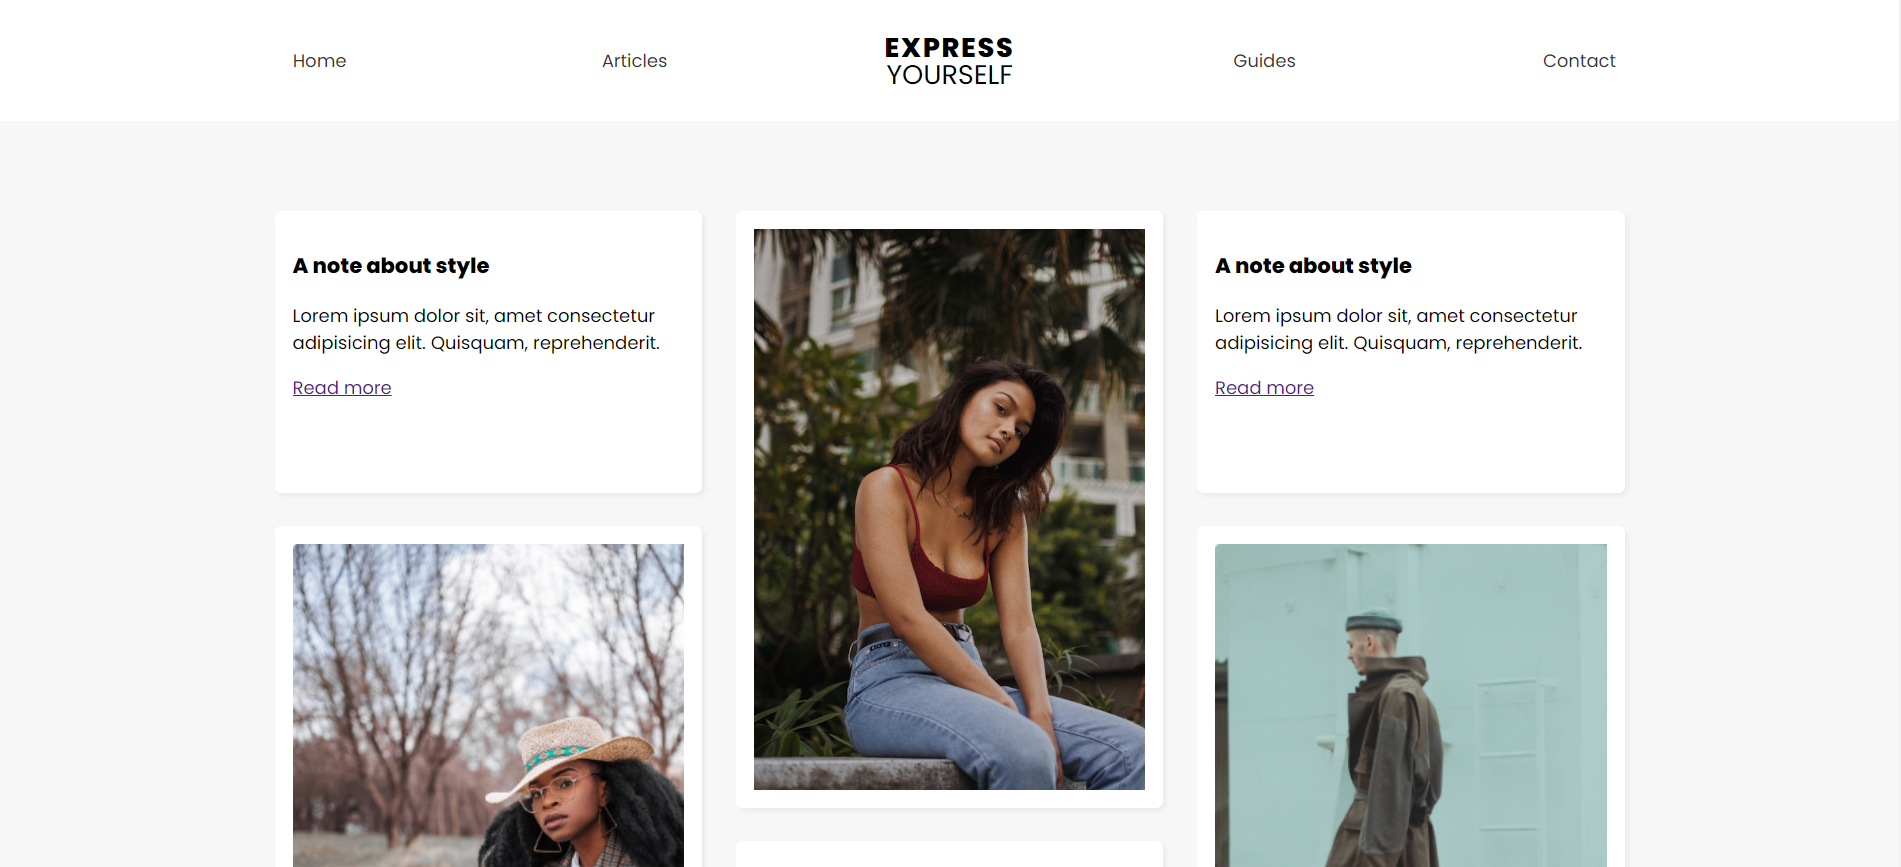 Home
Articles
EXPRESS
YOURSELF
Guides
Contact
A note about style
Lorem ipsum dolor sit, amet consectetur
adipisicing elit. Quisquam, reprehenderit.
Read more
A note about style
Lorem ipsum dolor sit, amet consectetur
adipisicing elit. Quisquam, reprehenderit.
Read more